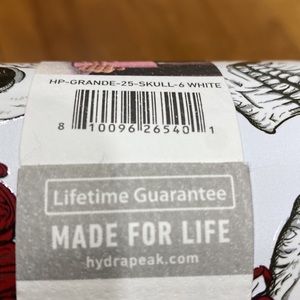 HP-GRANDE-25-SKULL-6 WHITE
8 10096 26540 1
Lifetime Guarantee
MADE FOR LIFE
hydrapeak.com